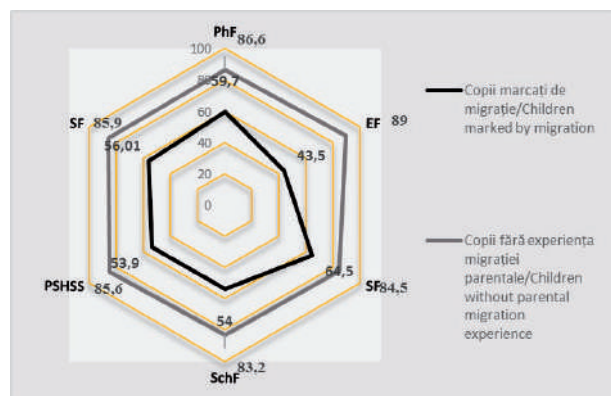 PhF
86,6
100
80
59,7
60
40
20
0
EF
89
43,5
SF
84,5
64,5
SchF
83,2
54
PSHSS
85,6
53,9
SF
85,9
56,01
Copii marcați de
migrație/Children
marked by migration
Copii fără experiența
migrației
parentale/Children
without parental
migration
experience